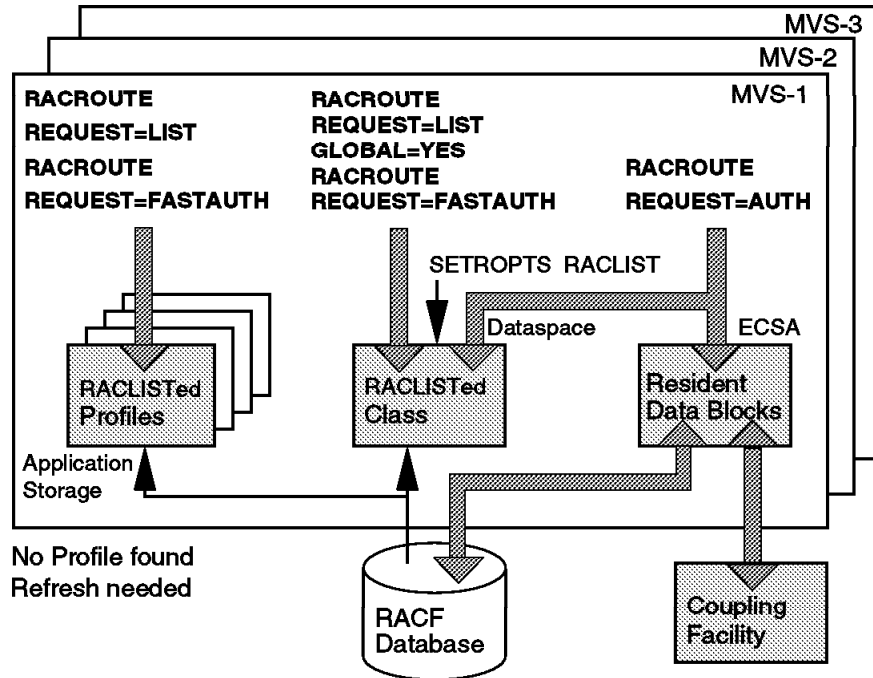 MVS-3
MVS-2
MVS-1
RACROUTE
REQUEST=LIST
RACROUTE
REQUEST=FASTAUTH
RACROUTE
REQUEST=LIST
GLOBAL=YES
RACROUTE
REQUEST=FASTAUTH
RACROUTE
REQUEST=AUTH
SETROPTS RACLIST
Dataspace
ECSA
RACLISTed
Profiles
RACLISTed
Class
Resident
Data Blocks
Application
Storage
No Profile found
Refresh needed
RACF
Database
Coupling
Facility